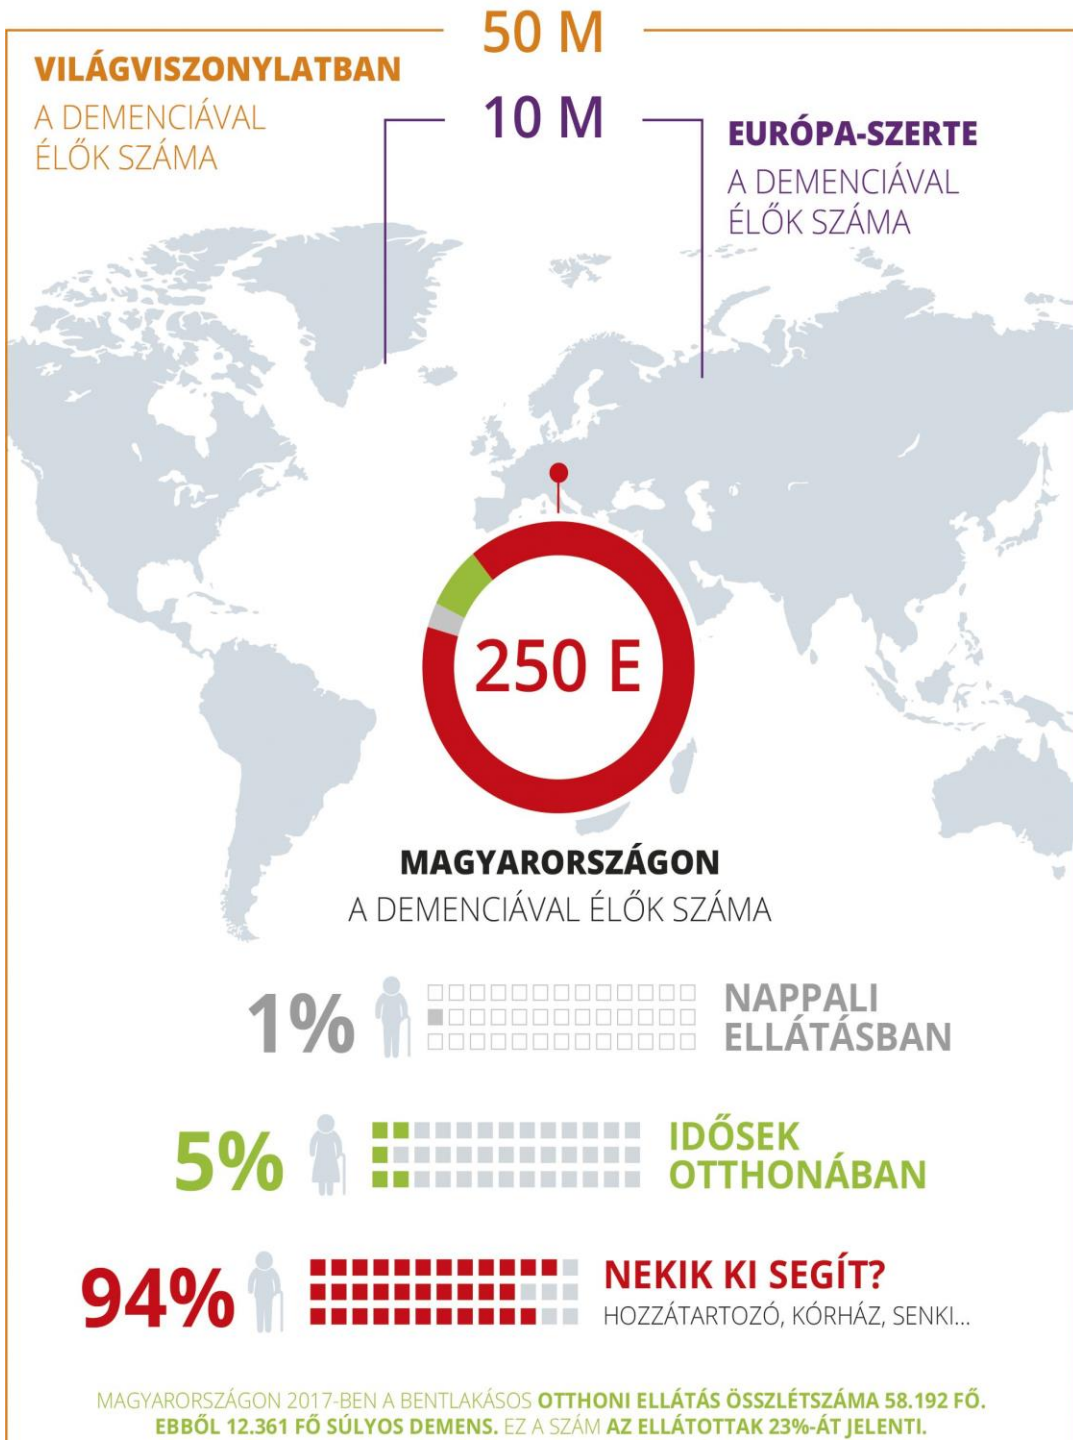 50 M
VILÁGVISZONYLATBAN
A DEMENCIÁVAL
ÉLŐK SZÁMA
10 M
EURÓPA-SZERTE
A DEMENCIÁVAL
ÉLŐK SZÁMA
250 E
MAGYARORSZÁGON
A DEMENCIÁVAL ÉLŐK SZÁMA
1%
NAPPALI
ELLÁTÁSBAN
5%
IDŐSEK
OTTHONÁBAN
94%
NEKIK KI SEGÍT?
HOZZÁTARTOZÓ, KÓRHÁZ, SENKI...
MAGYARORSZÁGON 2017-BEN A BENTLAKÁSOS OTTHONI ELLÁTÁS ÖSSZLÉTSZÁMA 58.192 FŐ.
EBBŐL 12.361 FŐ SÚLYOS DEMENS. EZ A SZÁM AZ ELLÁTOTTAK 23%-ÁT JELENTI.